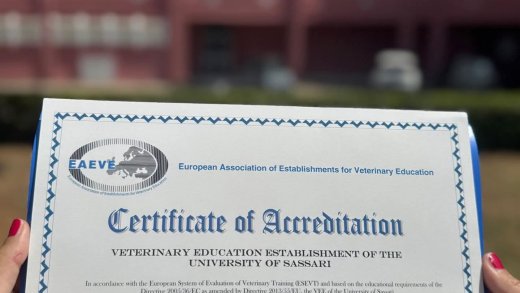 EAEVE
European Association of Establishments for Veterinary Education
Certificate of Accreditation
VETERINARY EDUCATION ESTABLISHMENT OF THE
UNIVERSITY OF SASSARI
In accordance with the European System of Evaluation of Veterinary Training (ESEVT) and based on the educational requirements of the
Directive 2005/36/EC as amended by Directive 2013/55/EU, the VEE of the University of Sassari